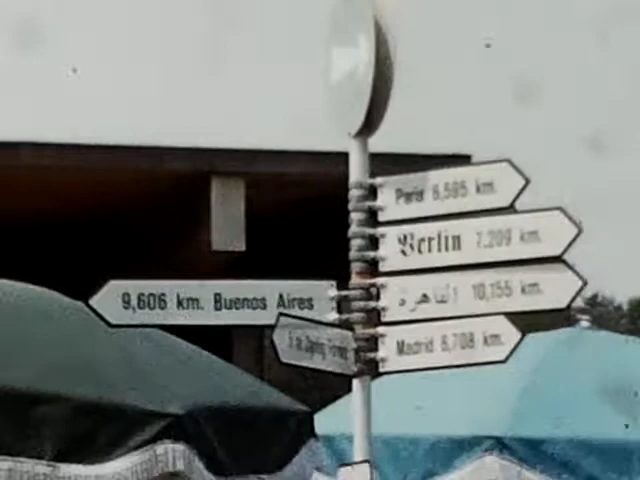 Paris 6,595 km.
Berlin 7,209 km.
القاهرة 10,155 km.
9,606 km. Buenos Aires
Madrid 6,708 km.